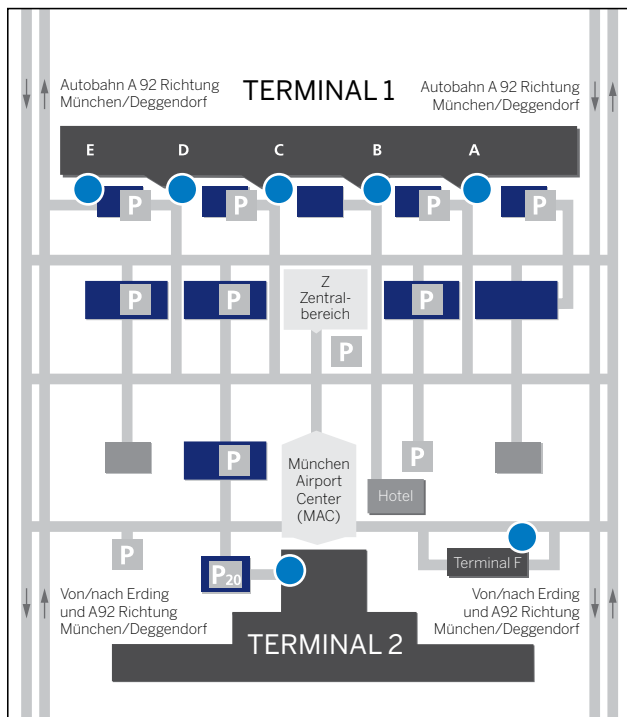 Autobahn A 92 Richtung
München/Deggendorf
TERMINAL 1
Autobahn A 92 Richtung
München/Deggendorf
E
D
C
B
A
P
P
P
P
P
P
Z
Zentral-
bereich
P
P
P
München
Airport
Center
(MAC)
P
Hotel
P
Terminal F
P20
Von/nach Erding
und A92 Richtung
München/Deggendorf
Von/nach Erding
und A92 Richtung
München/Deggendorf
TERMINAL 2